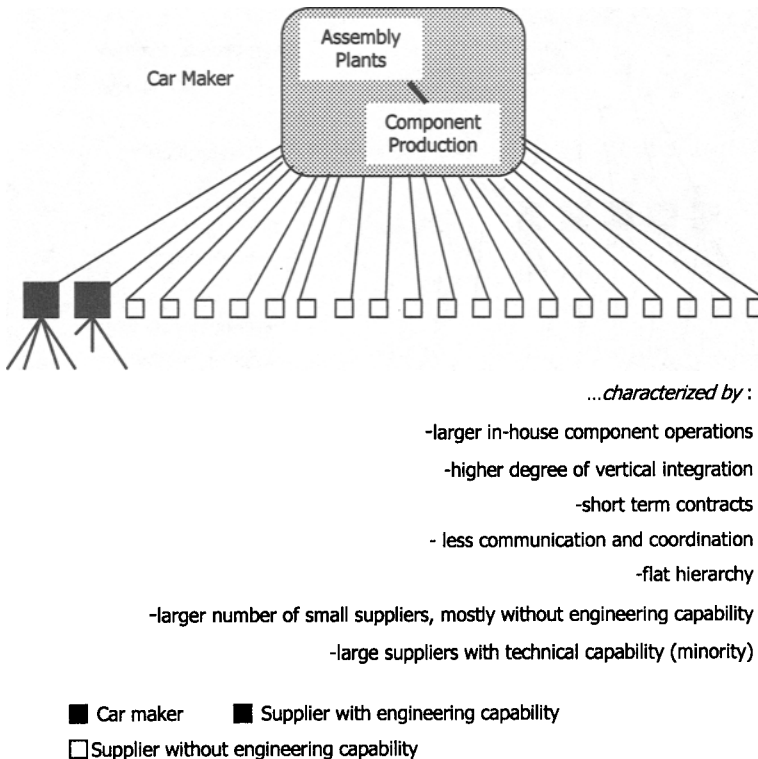 Assembly
Plants
Car Maker
Component
Production
...characterized by :
-larger in-house component operations
-higher degree of vertical integration
-short term contracts
- less communication and coordination
-flat hierarchy
-larger number of small suppliers, mostly without engineering capability
-large suppliers with technical capability (minority)
Car maker Supplier with engineering capability
Supplier without engineering capability